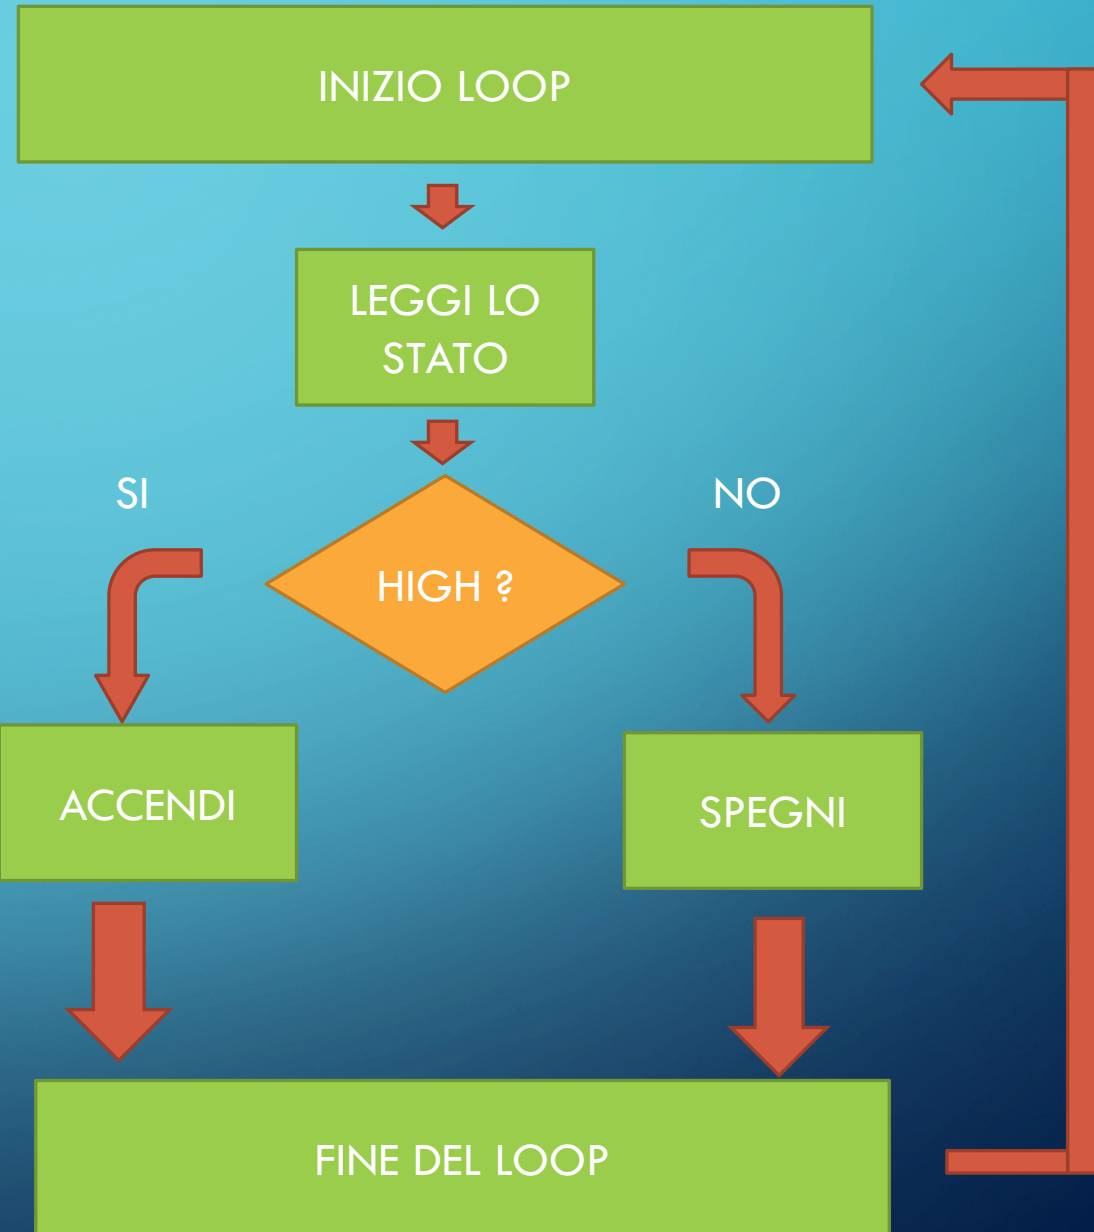 INIZIO LOOP
LEGGI LO
STATO
SI
NO
HIGH ?
ACCENDI
SPEGNI
FINE DEL LOOP